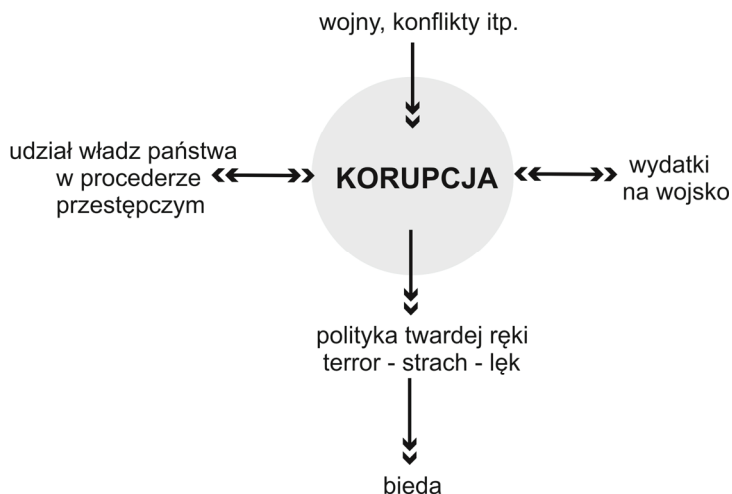 wojny, konflikty itp.
udział władz państwa
w procederze
przestępczym
KORUPCJA
wydatki
na wojsko
polityka twardej ręki
terror - strach - lęk
bieda